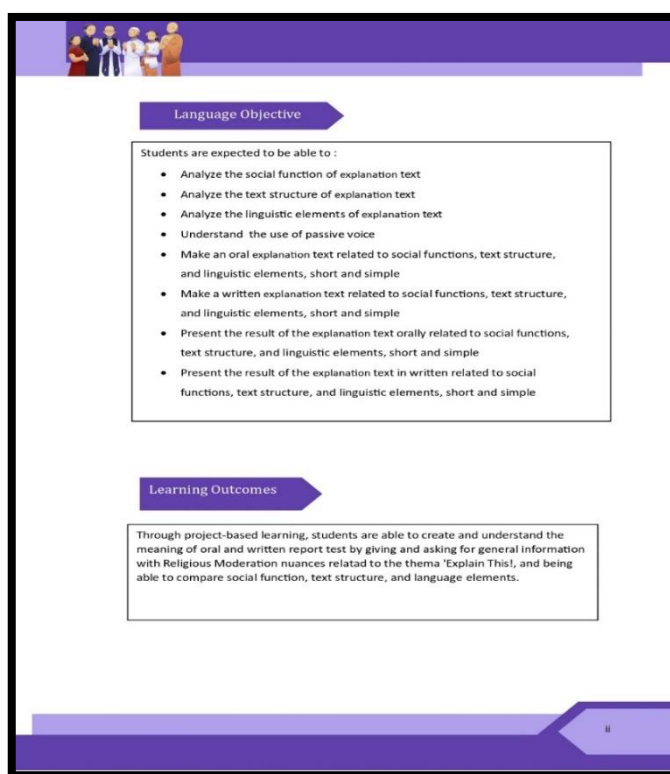 Language Objective
Students are expected to be able to :
• Analyze the social function of explanation text
• Analyze the text structure of explanation text
• Analyze the linguistic elements of explanation text
• Understand the use of passive voice
• Make an oral explanation text related to social functions, text structure,
and linguistic elements, short and simple
• Make a written explanation text related to social functions, text structure,
and linguistic elements, short and simple
• Present the result of the explanation text orally related to social functions,
text structure, and linguistic elements, short and simple
• Present the result of the explanation text in written related to social
functions, text structure, and linguistic elements, short and simple
Learning Outcomes
Through project-based learning, students are able to create and understand the
meaning of oral and written report test by giving and asking for general information
with Religious Moderation nuances relatad to the thema 'Explain This!, and being
able to compare social function, text structure, and language elements.
ii